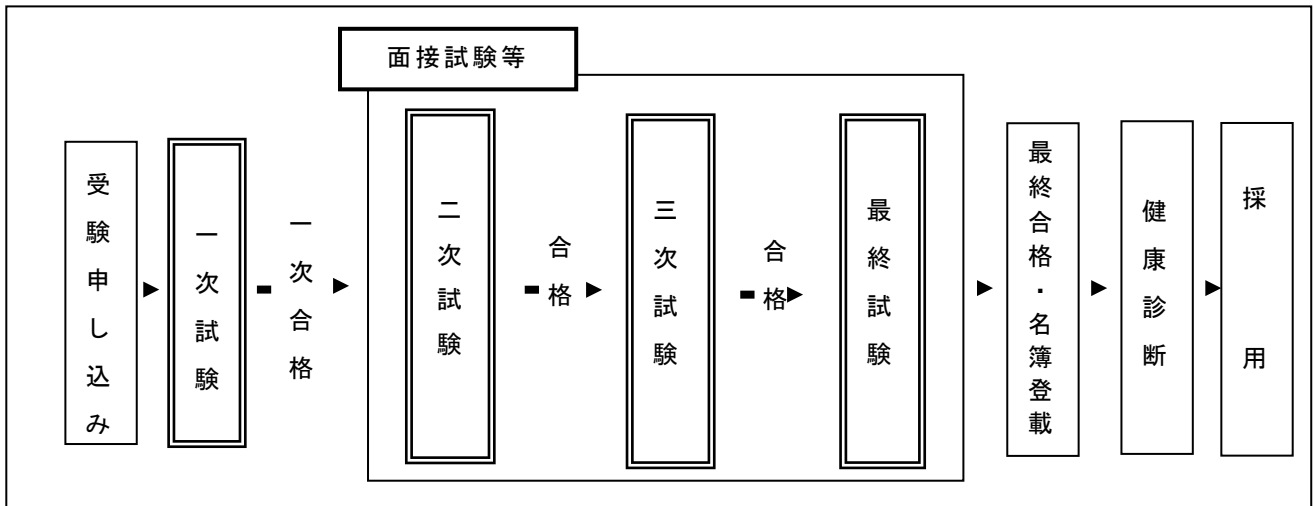 面接試験等
受験申し込み
一次試験
一次合格
二次試験
合格
三次試験
合格
最終試験
最終合格・名簿登載
健康診断
採用